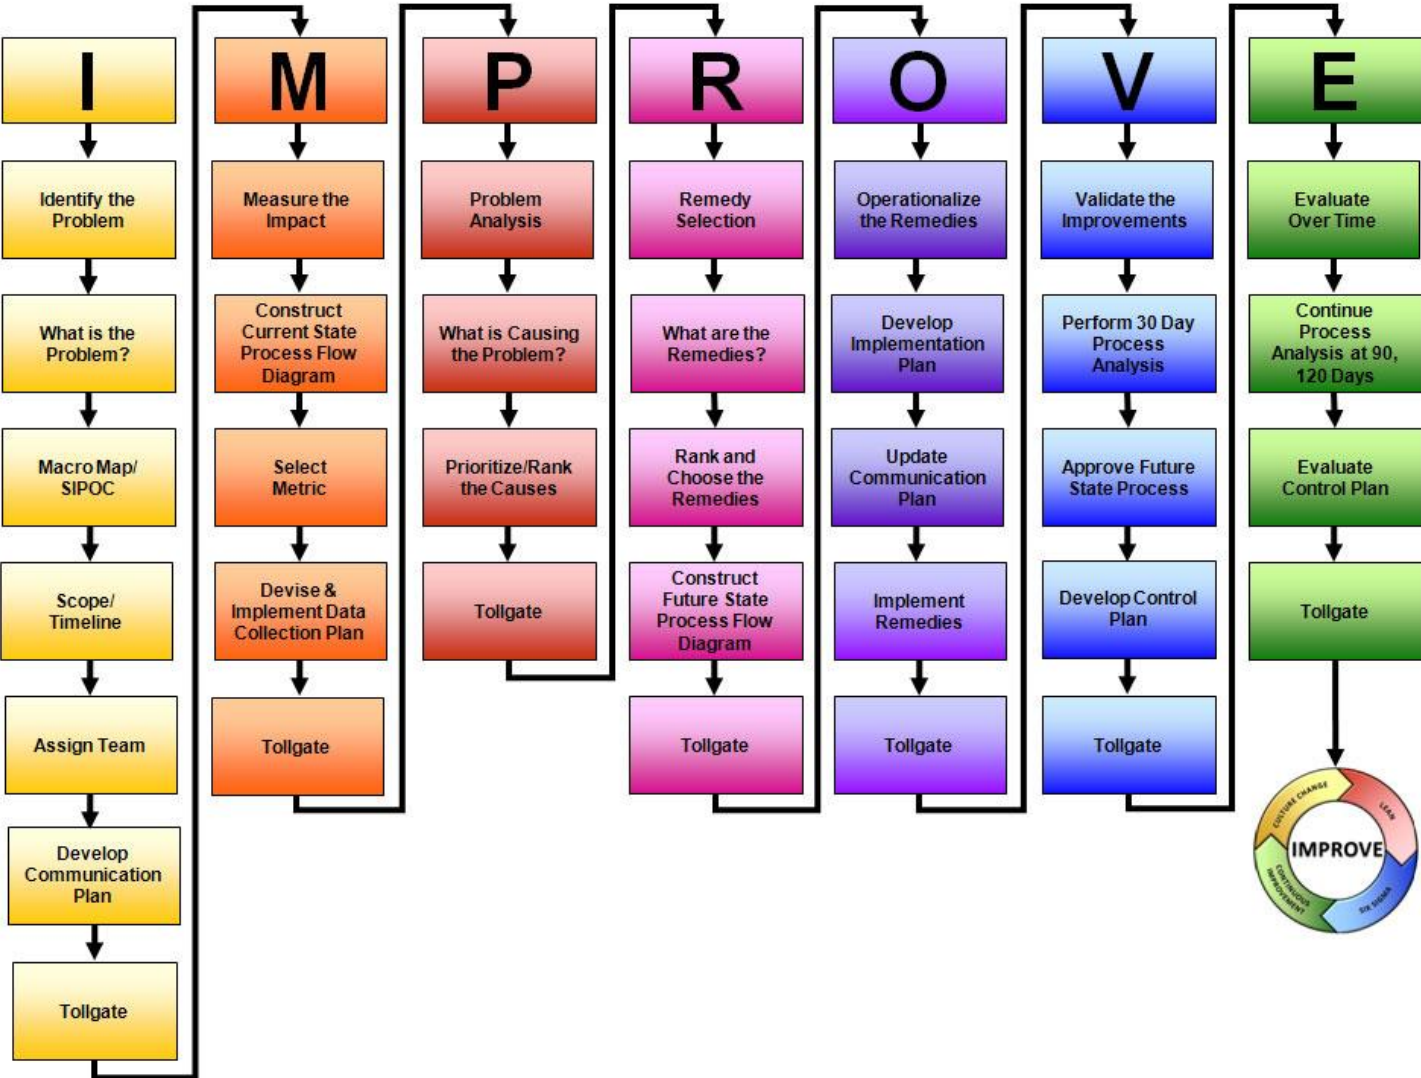 I
Identify the
Problem
What is the
Problem?
Macro Map/
SIPOC
Scope/
Timeline
Assign Team
Develop
Communication
Plan
Tollgate
M
Measure the
Impact
Construct
Current State
Process Flow
Diagram
Select
Metric
Devise &
Implement Data
Collection Plan
Tollgate
P
Problem
Analysis
What is Causing
the Problem?
Prioritize/Rank
the Causes
Tollgate
R
Remedy
Selection
What are the
Remedies?
Rank and
Choose the
Remedies
Construct
Future State
Process Flow
Diagram
Tollgate
O
Operationalize
the Remedies
Develop
Implementation
Plan
Update
Communication
Plan
Implement
Remedies
Tollgate
V
Validate the
Improvements
Perform 30 Day
Process
Analysis
Approve Future
State Process
Develop Control
Plan
Tollgate
E
Evaluate
Over Time
Continue
Process
Analysis at 90,
120 Days
Evaluate
Control Plan
Tollgate
CULTURE CHANGE
LEAN
IMPROVE
CONTINUOUS
IMPROVEMENT
SIX SIGMA